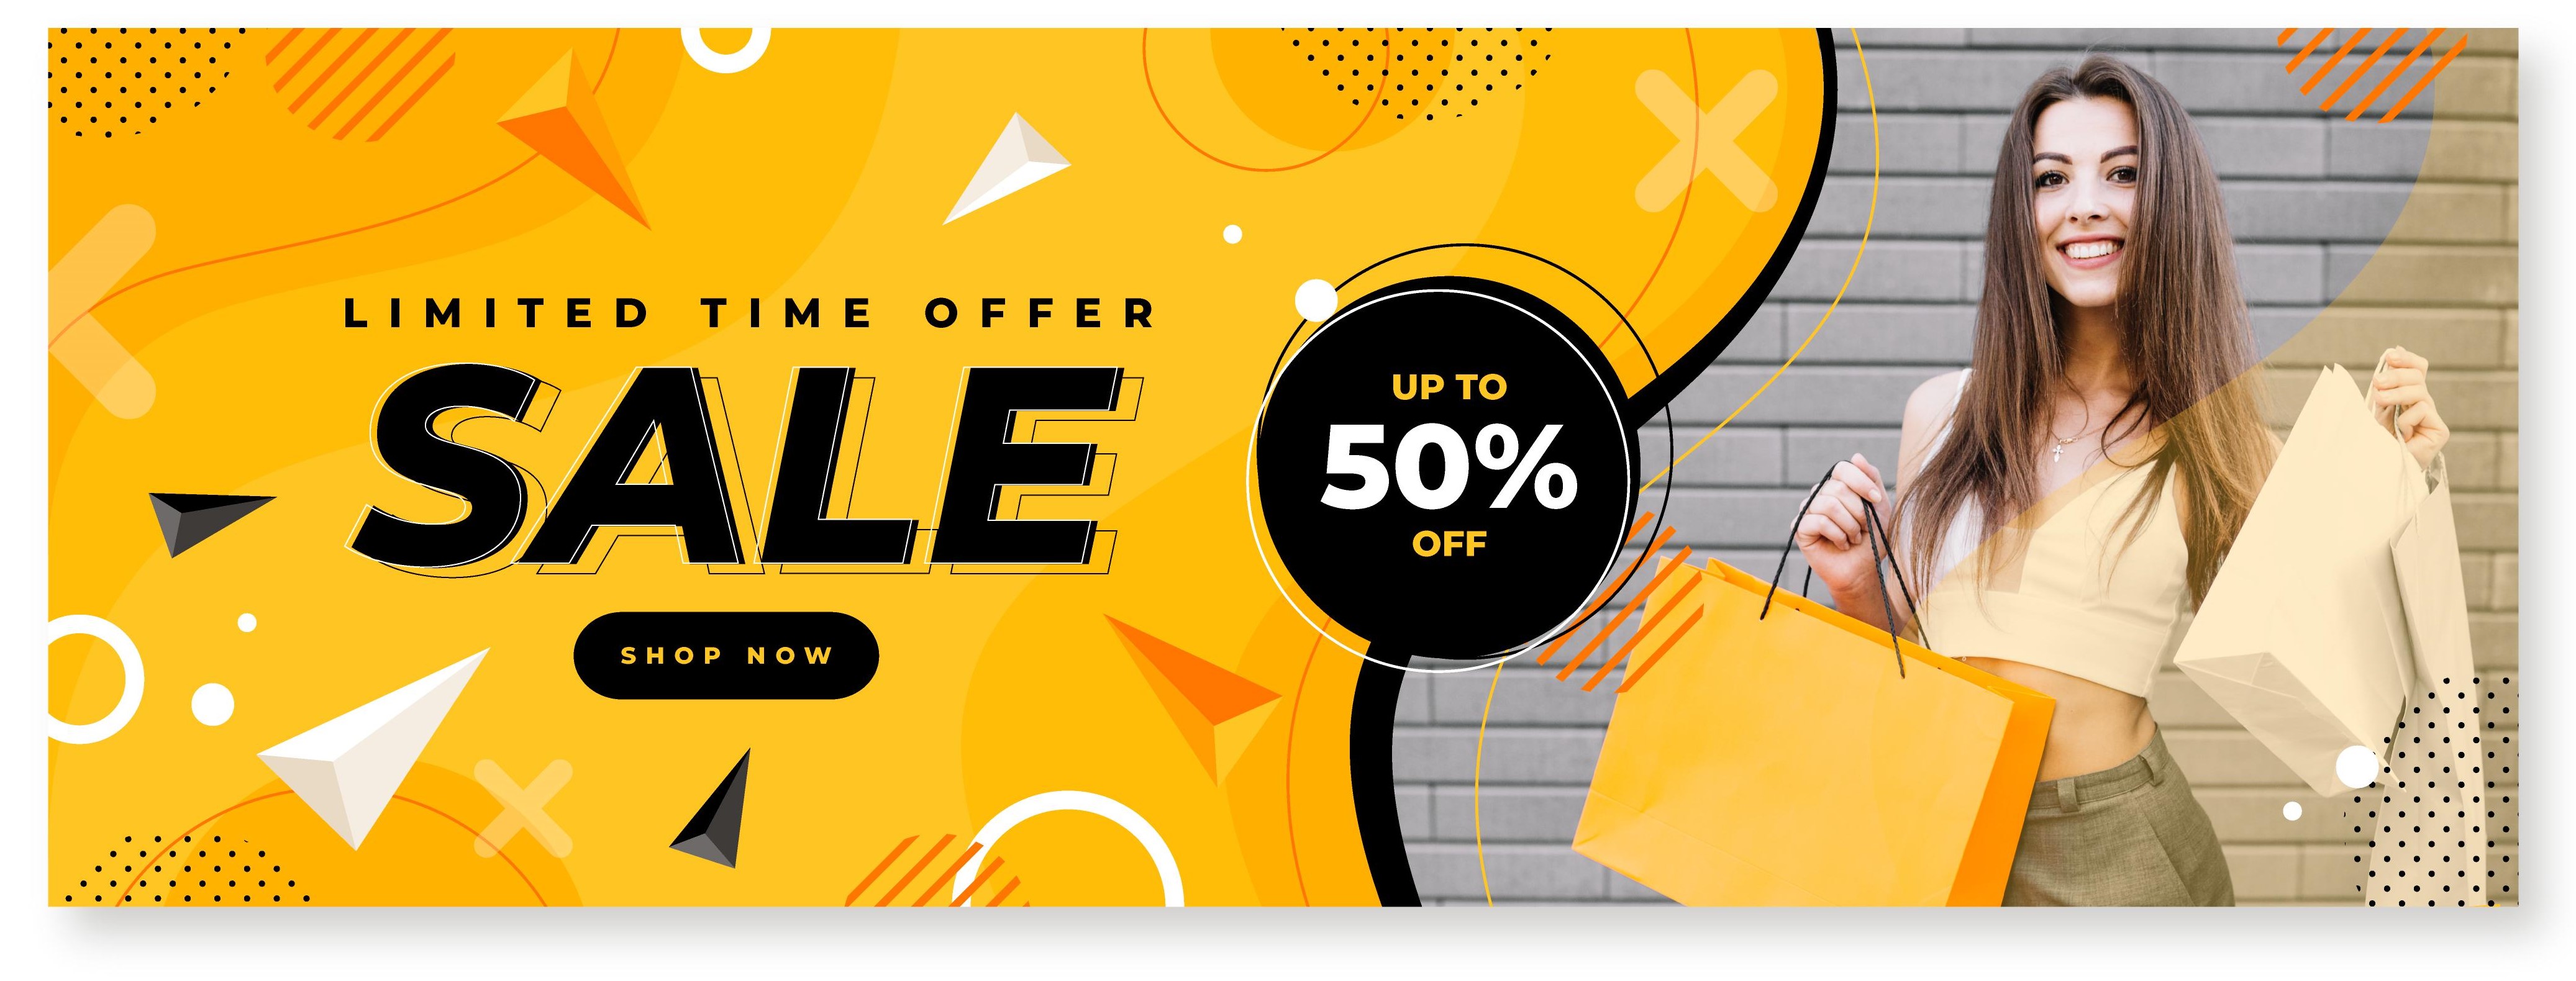 LIMITED TIME OFFER
SALE
SHOP NOW
UP TO
50%
OFF